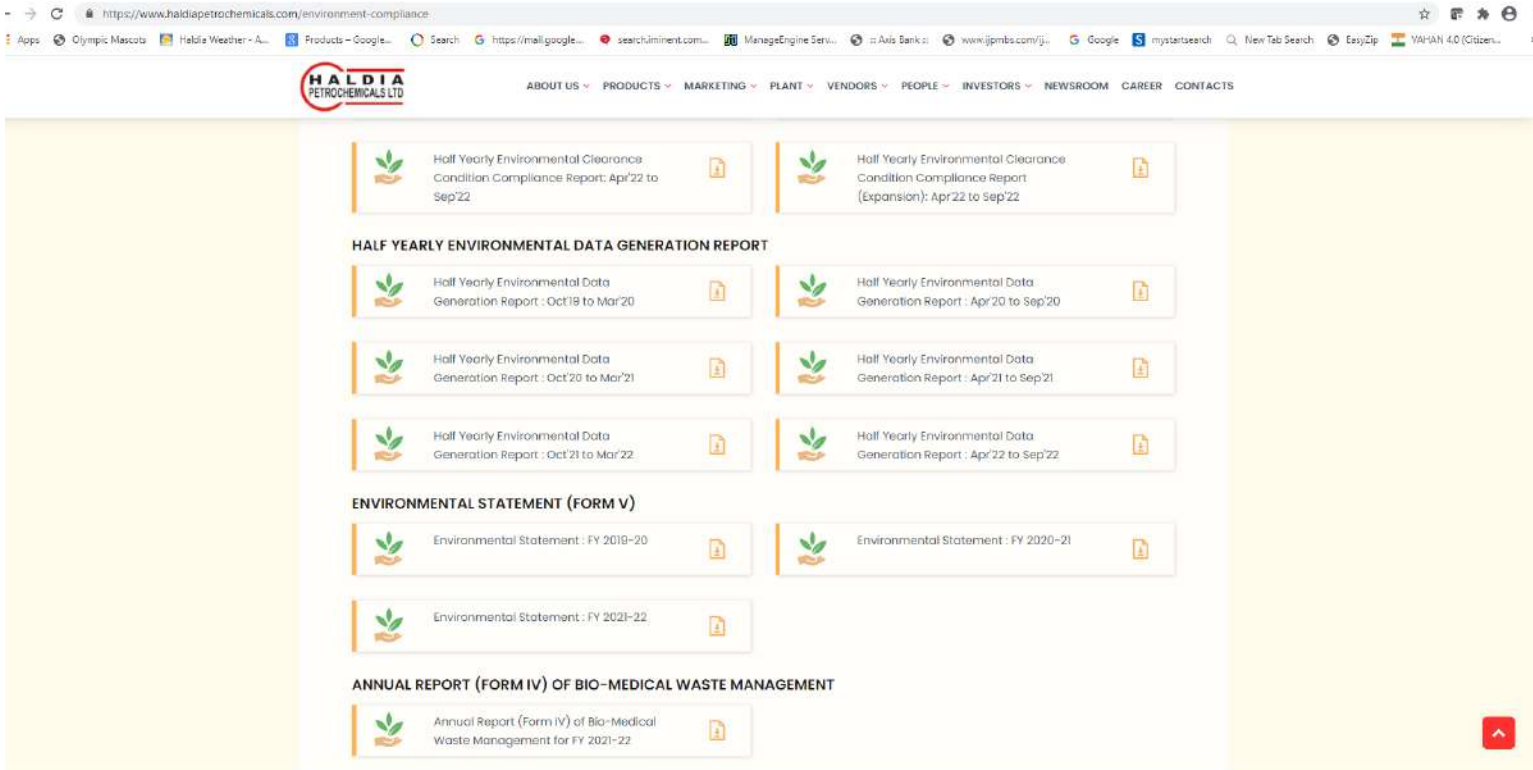 https://www.haldiapetrochemicals.com/environment-compliance
Apps Olympic Mascots Haldia Weather - A... Products – Google... Search https://mail.google... search.iminent.com... ManageEngine Serv... :: Axis Bank :: www.ijpmbs.com/ij... Google mystartsearch New Tab Search EasyZip VAHAN 4.0 (Citizen...
HALDIA
PETROCHEMICALS LTD
ABOUT US PRODUCTS MARKETING PLANT VENDORS PEOPLE INVESTORS NEWSROOM CAREER CONTACTS
Half Yearly Environmental Clearance
Condition Compliance Report: Apr'22 to
Sep'22
Half Yearly Environmental Clearance
Condition Compliance Report
(Expansion): Apr'22 to Sep'22
HALF YEARLY ENVIRONMENTAL DATA GENERATION REPORT
Half Yearly Environmental Data
Generation Report : Oct'19 to Mar'20
Half Yearly Environmental Data
Generation Report : Apr'20 to Sep'20
Half Yearly Environmental Data
Generation Report : Oct'20 to Mar'21
Half Yearly Environmental Data
Generation Report : Apr'21 to Sep'21
Half Yearly Environmental Data
Generation Report : Oct'21 to Mar'22
Half Yearly Environmental Data
Generation Report : Apr'22 to Sep'22
ENVIRONMENTAL STATEMENT (FORM V)
Environmental Statement : FY 2019-20
Environmental Statement : FY 2020-21
Environmental Statement : FY 2021-22
ANNUAL REPORT (FORM IV) OF BIO-MEDICAL WASTE MANAGEMENT
Annual Report (Form IV) of Bio-Medical
Waste Management for FY 2021-22